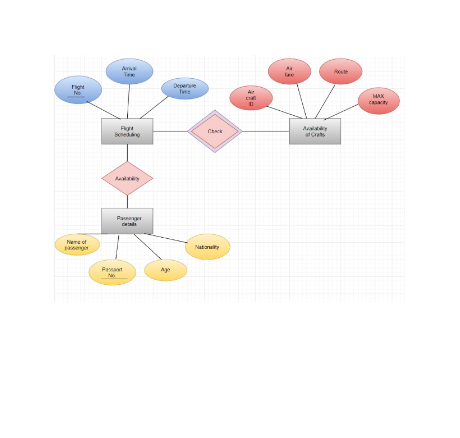 Arrival
Time
Air
fare
Route
Flight
No.
Departure
Time
Air
craft
ID
MAX
capacity
Flight
Scheduling
Check
Availability
of Crafts
Availability
Passenger
details
Name of
passenger
Nationality
Passport
No.
Age